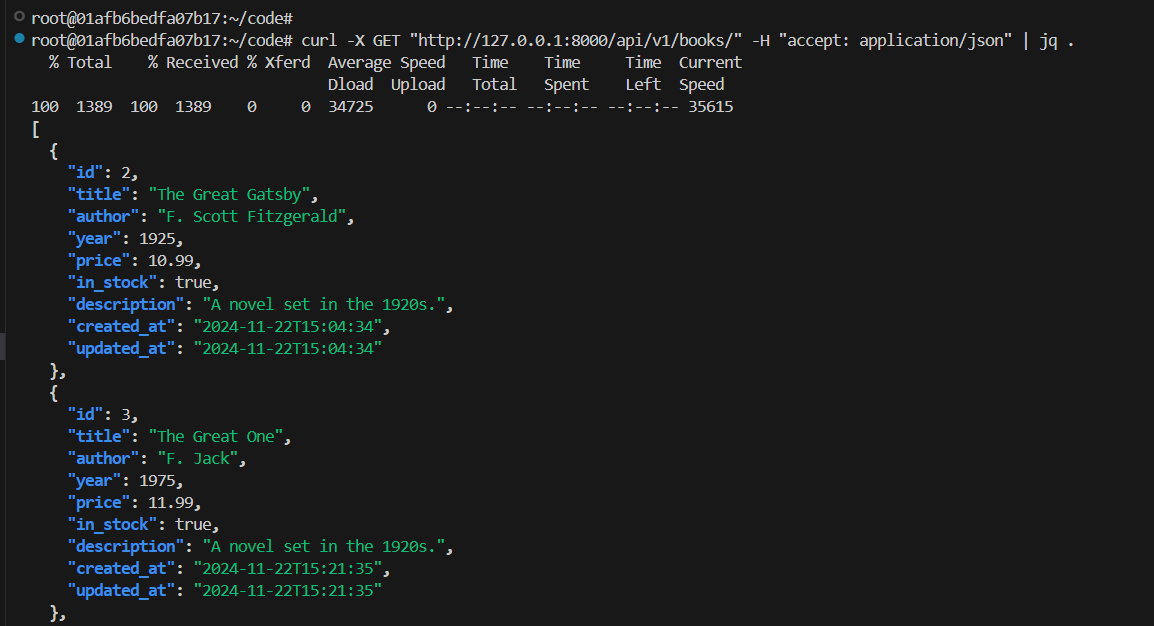 root@01afb6bedfa07b17:~/code#
root@01afb6bedfa07b17:~/code# curl -X GET "http://127.0.0.1:8000/api/v1/books/" -H "accept: application/json" | jq .
  % Total    % Received % Xferd  Average Speed   Time    Time     Time  Current
                                 Dload  Upload   Total   Spent    Left  Speed
100  1389  100  1389    0     0  34725      0 --:--:-- --:--:-- --:--:-- 35615
[
  {
    "id": 2,
    "title": "The Great Gatsby",
    "author": "F. Scott Fitzgerald",
    "year": 1925,
    "price": 10.99,
    "in_stock": true,
    "description": "A novel set in the 1920s.",
    "created_at": "2024-11-22T15:04:34",
    "updated_at": "2024-11-22T15:04:34"
  },
  {
    "id": 3,
    "title": "The Great One",
    "author": "F. Jack",
    "year": 1975,
    "price": 11.99,
    "in_stock": true,
    "description": "A novel set in the 1920s.",
    "created_at": "2024-11-22T15:21:35",
    "updated_at": "2024-11-22T15:21:35"
  },